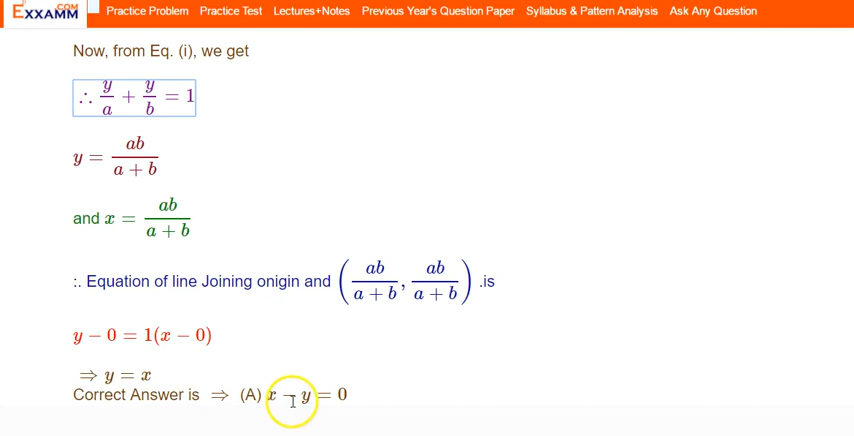 EXXAMM.COM Practice Problem Practice Test Lectures+Notes Previous Year's Question Paper Syllabus & Pattern Analysis Ask Any Question
Now, from Eq. (i), we get
∴ y/a + y/b = 1
y = ab/(a + b)
and x = ab/(a + b)
:. Equation of line Joining onigin and (ab/(a + b), ab/(a + b)) .is
y − 0 = 1(x − 0)
⇒ y = x
Correct Answer is ⇒ (A) x − y = 0